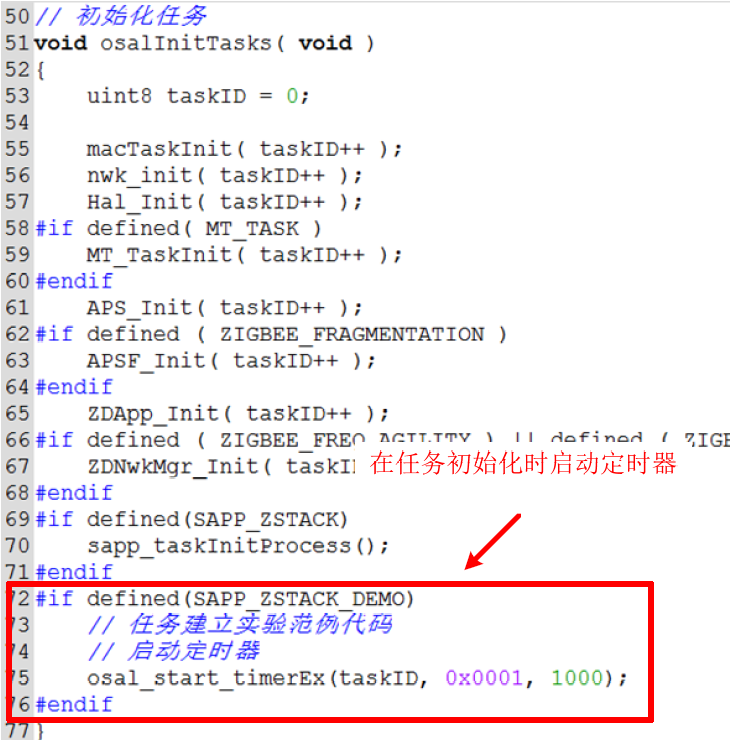 50 // 初始化任务
51 void osalInitTasks( void )
52 {
53     uint8 taskID = 0;
54
55     macTaskInit( taskID++ );
56     nwk_init( taskID++ );
57     Hal_Init( taskID++ );
58 #if defined( MT_TASK )
59     MT_TaskInit( taskID++ );
60 #endif
61     APS_Init( taskID++ );
62 #if defined ( ZIGBEE_FRAGMENTATION )
63     APSF_Init( taskID++ );
64 #endif
65     ZDApp_Init( taskID++ );
66 #if defined ( ZIGBEE_FREQ_AGILITY ) || defined ( ZIGB
67     ZDNwkMgr_Init( taskI
在任务初始化时启动定时器
68 #endif
69 #if defined(SAPP_ZSTACK)
70     sapp_taskInitProcess();
71 #endif
72 #if defined(SAPP_ZSTACK_DEMO)
73     // 任务建立实验范例代码
74     // 启动定时器
75     osal_start_timerEx(taskID, 0x0001, 1000);
76 #endif
77 }